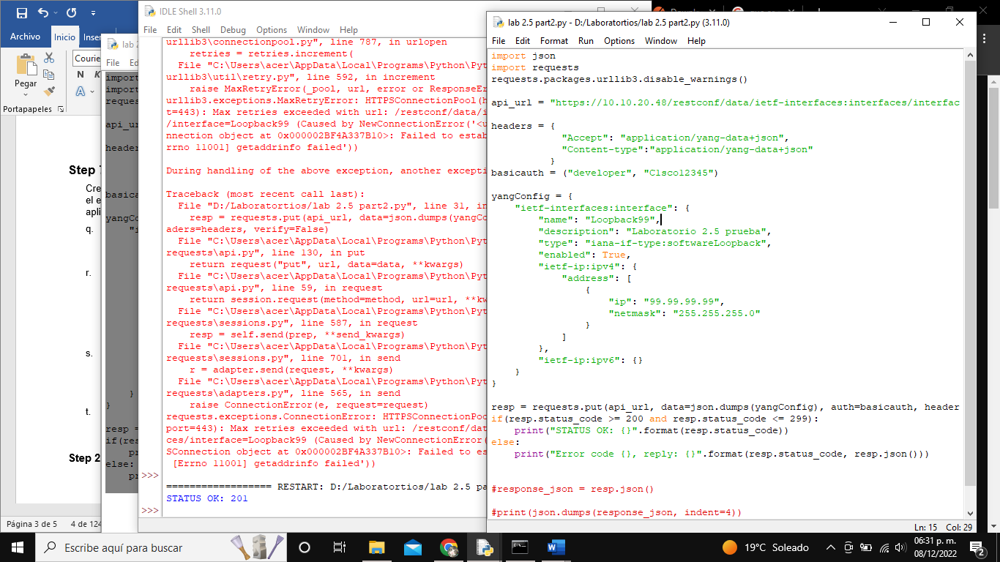 Archivo
Inicio
Inser
Courie
Pegar
N
K
A
Portapapeles
Step 7
Cre
el e
apli
q.
r.
s.
t.
Step 2
Página 3 de 5
4 de 124
lab 2
File
Ed
import
import
reques
api_ur
header
basica
yangCo
"i
}
}
resp =
if(res
pr
else:
pr
IDLE Shell 3.11.0
File Edit Shell Debug Options Window Help
urllib3\connectionpool.py", line 787, in urlopen
retries = retries.increment(
File "C:\Users\acer\AppData\Local\Programs\Python\Pyt
urllib3\util\retry.py", line 592, in increment
raise MaxRetryError(_pool, url, error or ResponseEr
urllib3.exceptions.MaxRetryError: HTTPSConnectionPool(h
t=443): Max retries exceeded with url: /restconf/data/i
/interface=Loopback99 (Caused by NewConnectionError('<u
nnection object at 0x000002BF4A337B10>: Failed to estab
rrno 11001] getaddrinfo failed'))
During handling of the above exception, another excepti
Traceback (most recent call last):
File "D:/Laboratortios/lab 2.5 part2.py", line 31, in
resp = requests.put(api_url, data=json.dumps(yangCo
aders=headers, verify=False)
File "C:\Users\acer\AppData\Local\Programs\Python\Pyt
requests\api.py", line 130, in put
return request("put", url, data=data, **kwargs)
File "C:\Users\acer\AppData\Local\Programs\Python\Pyt
requests\api.py", line 59, in request
return session.request(method=method, url=url, **kw
File "C:\Users\acer\AppData\Local\Programs\Python\Pyt
requests\sessions.py", line 587, in request
resp = self.send(prep, **send_kwargs)
File "C:\Users\acer\AppData\Local\Programs\Python\Pyt
requests\sessions.py", line 701, in send
r = adapter.send(request, **kwargs)
File "C:\Users\acer\AppData\Local\Programs\Python\Pyt
requests\adapters.py", line 565, in send
raise ConnectionError(e, request=request)
requests.exceptions.ConnectionError: HTTPSConnectionPoo
port=443): Max retries exceeded with url: /restconf/dat
ces/interface=Loopback99 (Caused by NewConnectionError(
SConnection object at 0x000002BF4A337B10>: Failed to es
[Errno 11001] getaddrinfo failed'))
>>>
================== RESTART: D:/Laboratortios/lab 2.5 pa
STATUS OK: 201
>>>
lab 2.5 part2.py - D:/Laboratortios/lab 2.5 part2.py (3.11.0)
File Edit Format Run Options Window Help
import json
import requests
requests.packages.urllib3.disable_warnings()
api_url = "https://10.10.20.48/restconf/data/ietf-interfaces:interfaces/interfac
headers = {
"Accept": "application/yang-data+json",
"Content-type":"application/yang-data+json"
}
basicauth = ("developer", "C1sco12345")
yangConfig = {
"ietf-interfaces:interface": {
"name": "Loopback99",
"description": "Laboratorio 2.5 prueba",
"type": "iana-if-type:softwareLoopback",
"enabled": True,
"ietf-ip:ipv4": {
"address": [
{
"ip": "99.99.99.99",
"netmask": "255.255.255.0"
}
]
},
"ietf-ip:ipv6": {}
}
}
resp = requests.put(api_url, data=json.dumps(yangConfig), auth=basicauth, header
if(resp.status_code >= 200 and resp.status_code <= 299):
print("STATUS OK: {}".format(resp.status_code))
else:
print("Error code {}, reply: {}".format(resp.status_code, resp.json()))
#response_json = resp.json()
#print(json.dumps(response_json, indent=4))
Ln: 15 Col: 29
Escribe aquí para buscar
19°C Soleado
06:31 p. m.
08/12/2022
2